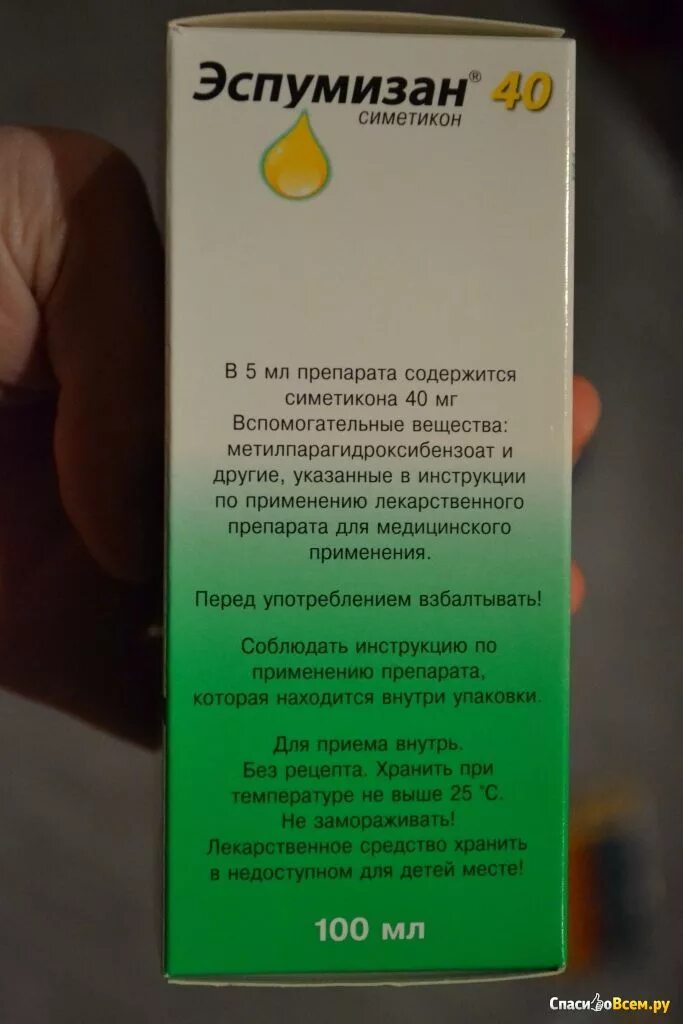 Эспумизан® 40
симетикон
В 5 мл препарата содержится
симетикона 40 мг
Вспомогательные вещества:
метилпарагидроксибензоат и
другие, указанные в инструкции
по применению лекарственного
препарата для медицинского
применения.
Перед употреблением взбалтывать!
Соблюдать инструкцию по
применению препарата,
которая находится внутри упаковки.
Для приема внутрь.
Без рецепта. Хранить при
температуре не выше 25 °С.
Не замораживать!
Лекарственное средство хранить
в недоступном для детей месте!
100 мл
СпасибоВсем.ру